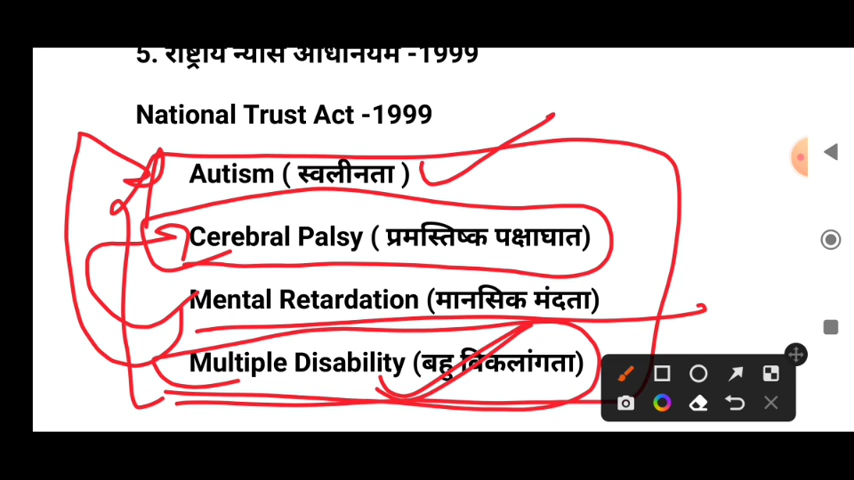 5. राष्ट्रीय न्यास अधिनियम -1999
National Trust Act -1999
Autism ( स्वलीनता )
Cerebral Palsy ( प्रमस्तिष्क पक्षाघात)
Mental Retardation (मानसिक मंदता)
Multiple Disability (बहु विकलांगता)